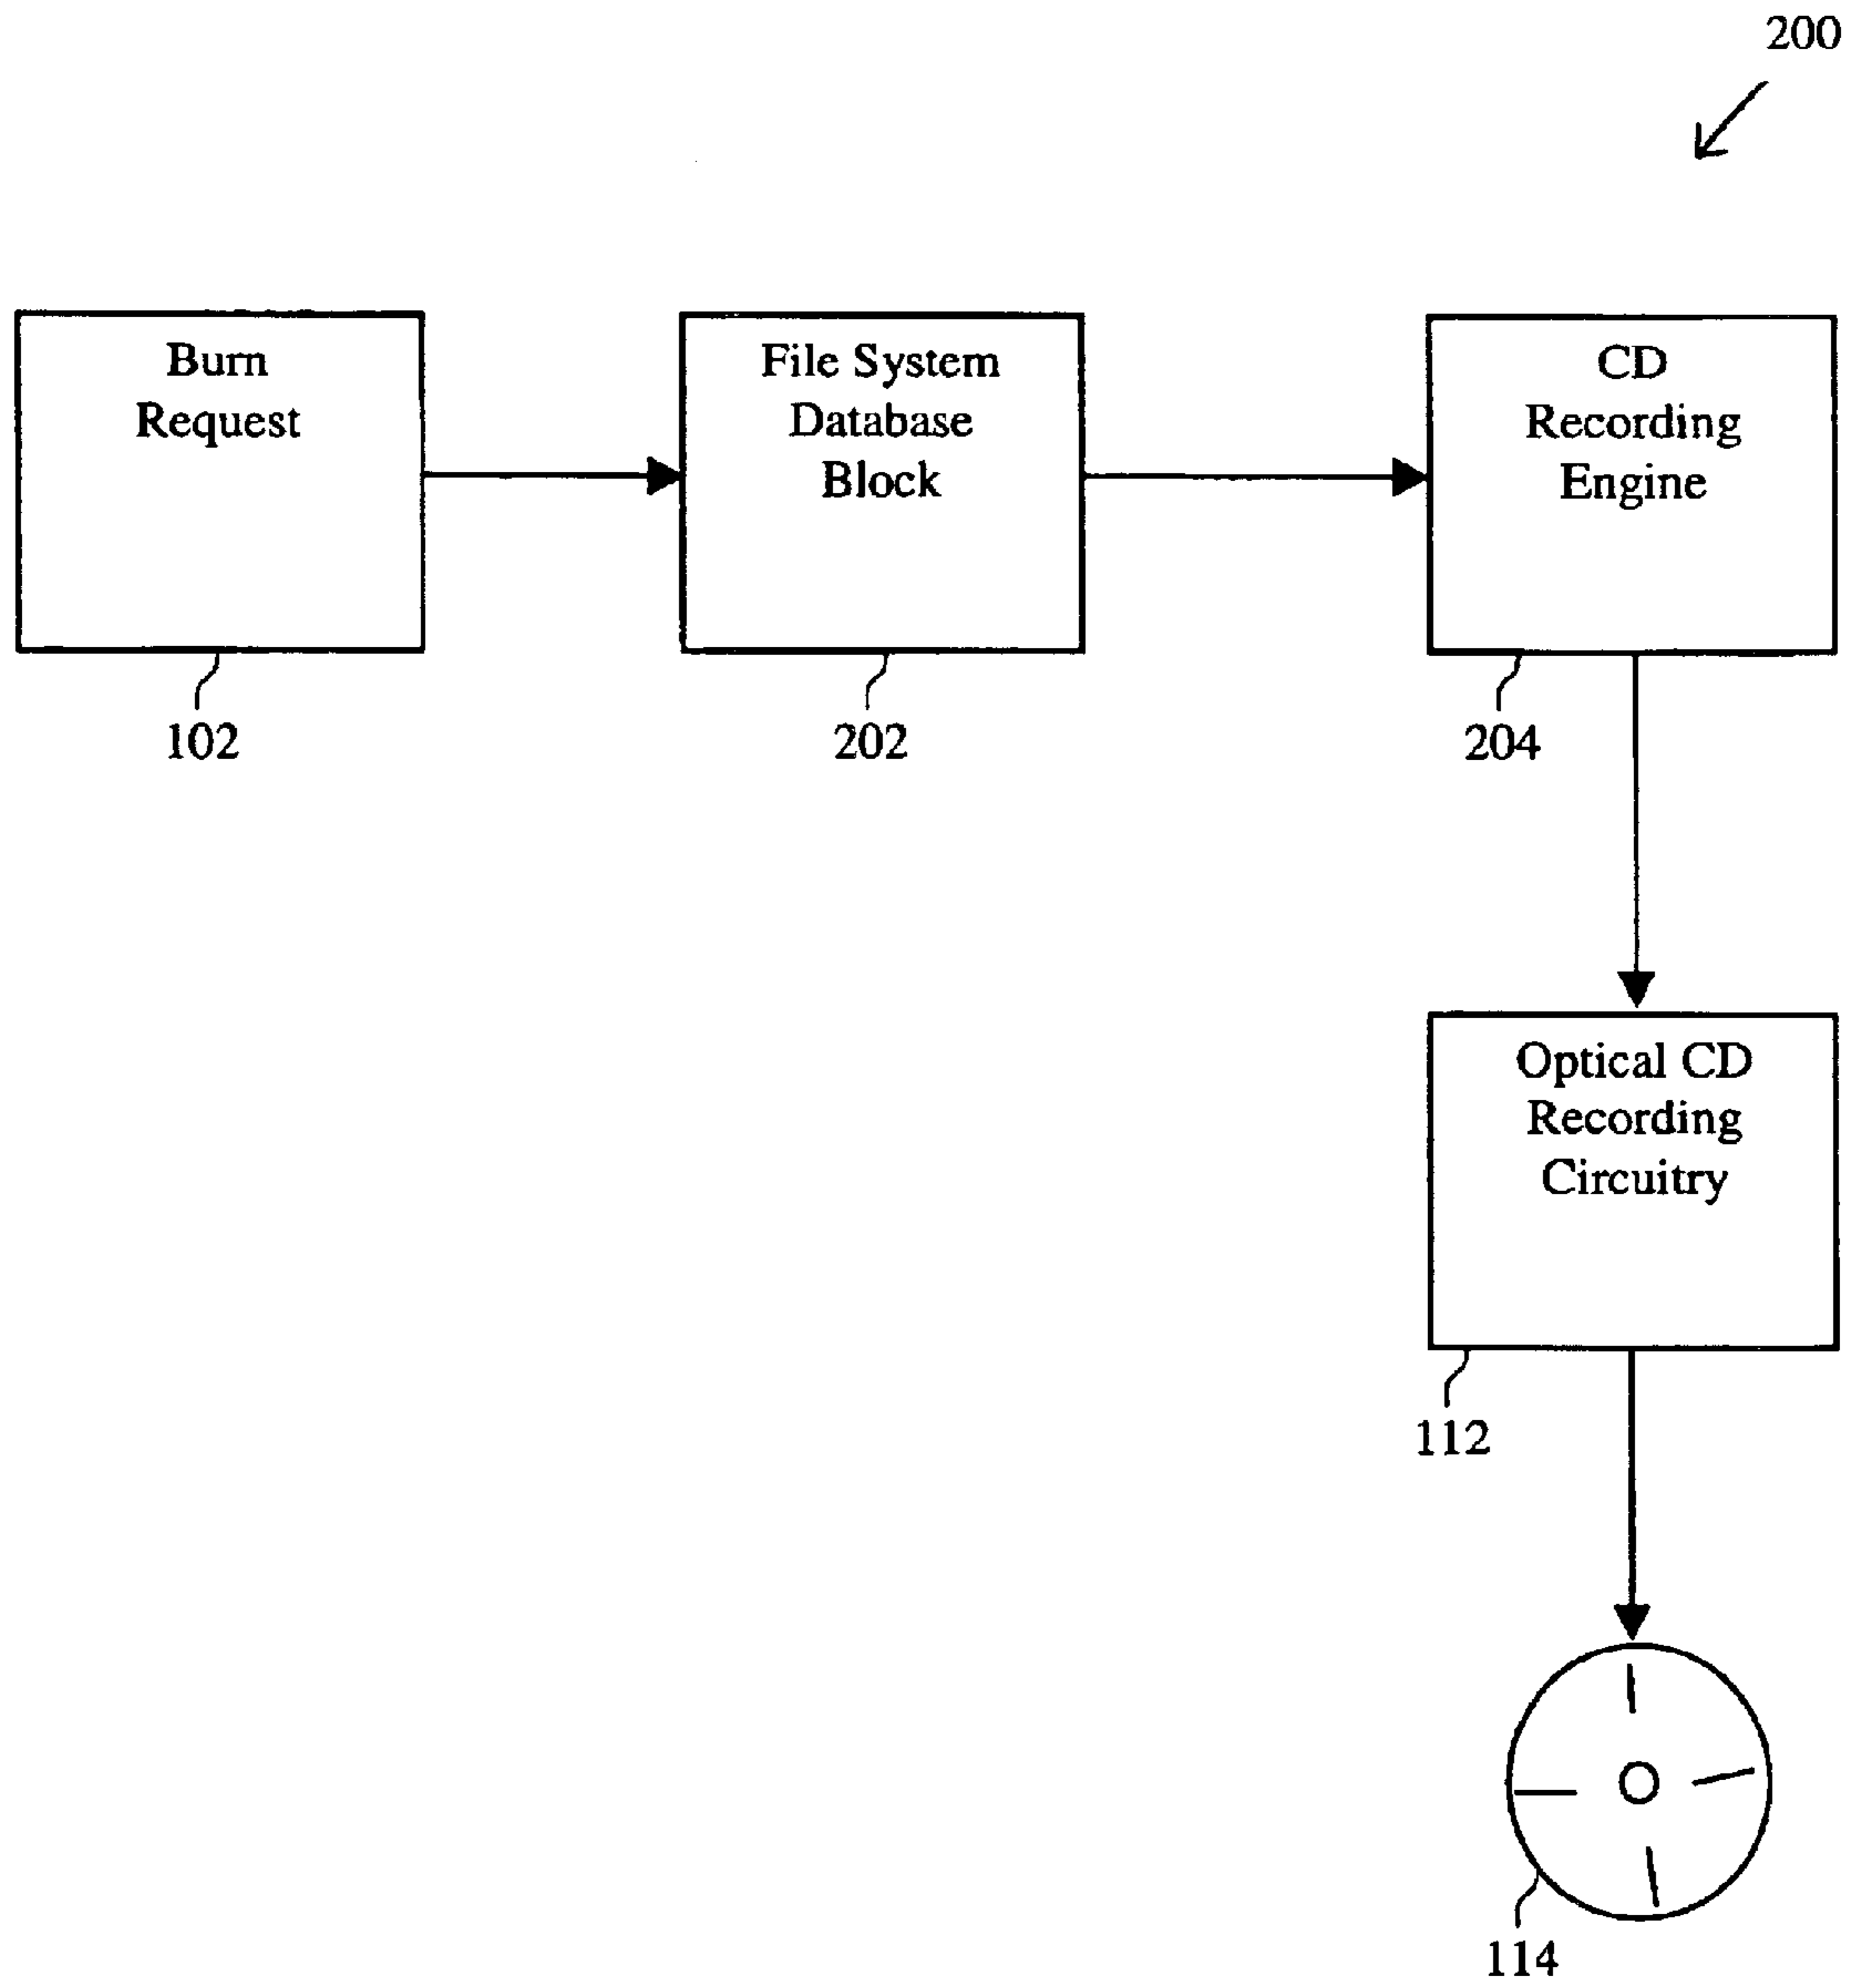 200
Burn
Request
File System
Database
Block
CD
Recording
Engine
102
202
204
Optical CD
Recording
Circuitry
112
114